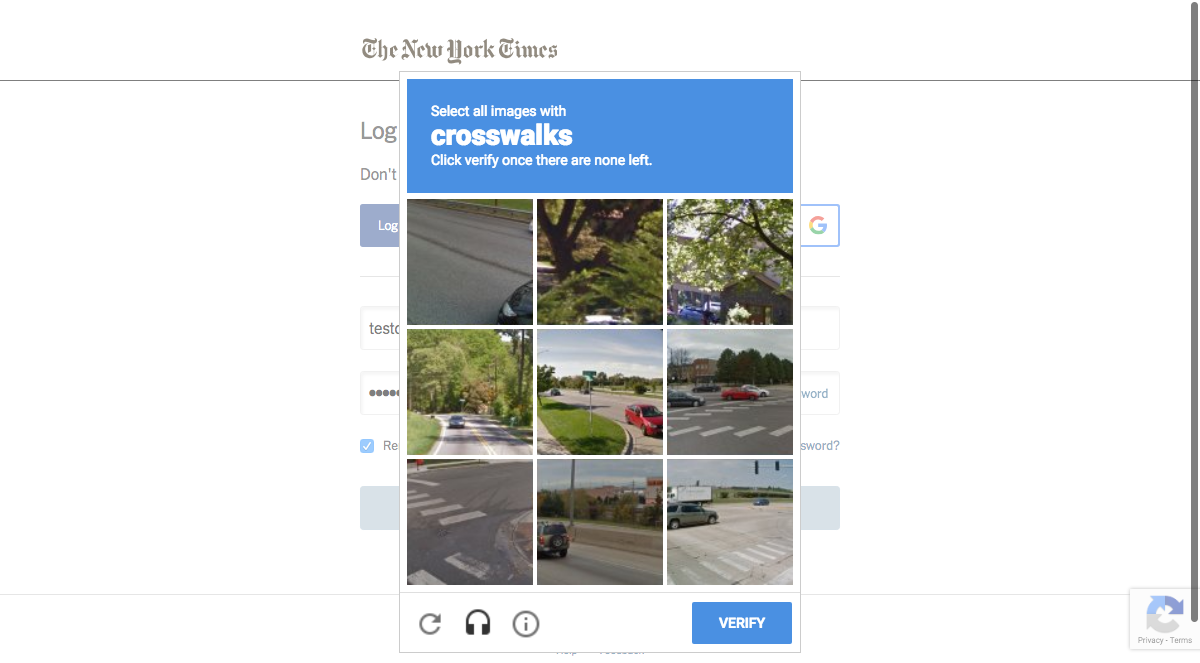 The New York Times
Select all images with
crosswalks
Click verify once there are none left.
Log
Don't
Log
G
testc
word
Re
sword?
VERIFY
Privacy - Terms